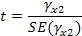 t = γx2 / SE(γx2)